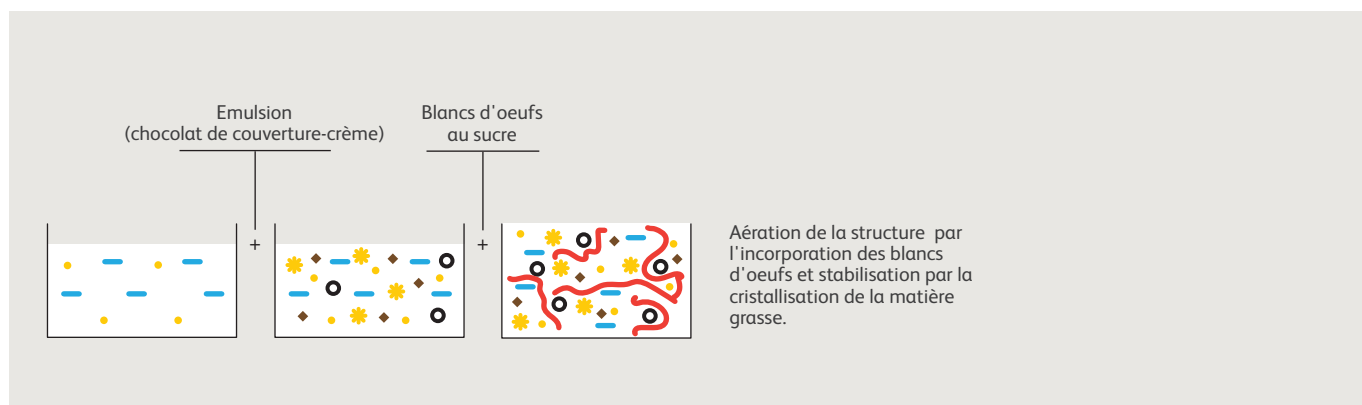 Emulsion
(chocolat de couverture-crème)
Blancs d'oeufs
au sucre
+
+
Aération de la structure par
l'incorporation des blancs
d'oeufs et stabilisation par la
cristallisation de la matière
grasse.